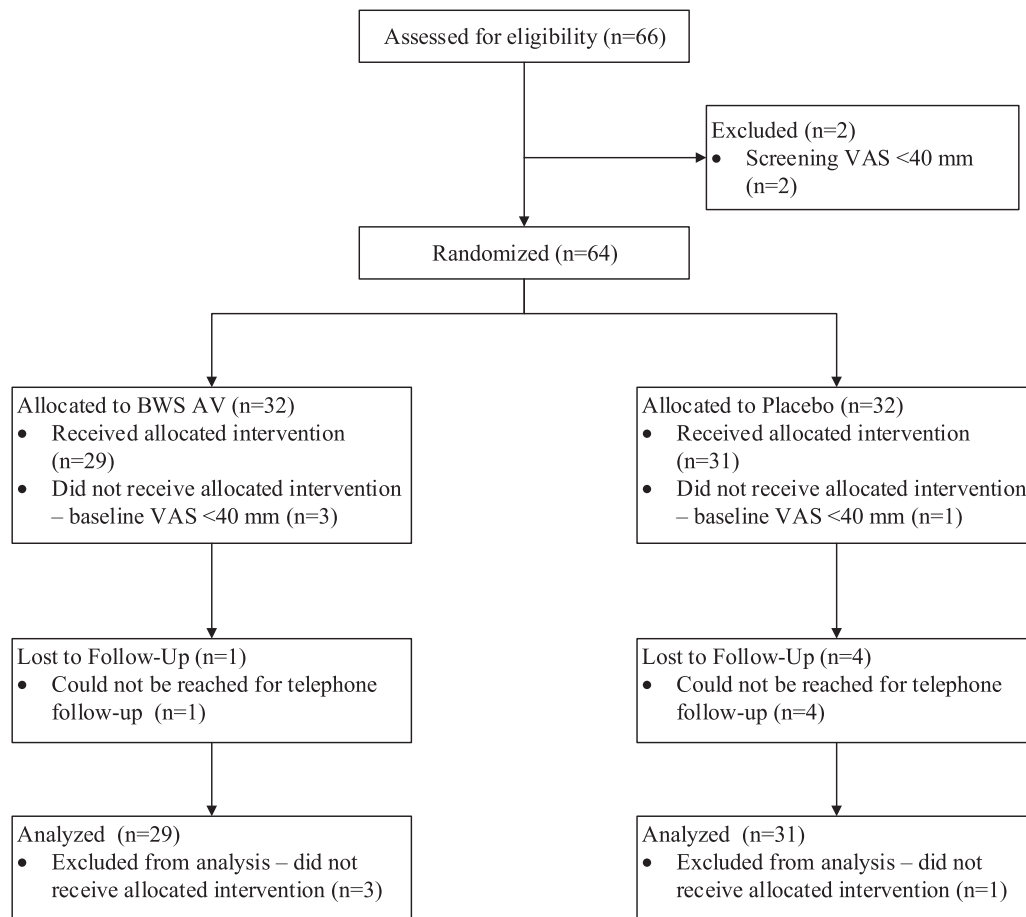 Assessed for eligibility (n=66)
Excluded (n=2)
• Screening VAS <40 mm
(n=2)
Randomized (n=64)
Allocated to BWS AV (n=32)
• Received allocated intervention
(n=29)
• Did not receive allocated intervention
– baseline VAS <40 mm (n=3)
Allocated to Placebo (n=32)
• Received allocated intervention
(n=31)
• Did not receive allocated intervention
– baseline VAS <40 mm (n=1)
Lost to Follow-Up (n=1)
• Could not be reached for telephone
follow-up (n=1)
Lost to Follow-Up (n=4)
• Could not be reached for telephone
follow-up (n=4)
Analyzed (n=29)
• Excluded from analysis – did not
receive allocated intervention (n=3)
Analyzed (n=31)
• Excluded from analysis – did not
receive allocated intervention (n=1)